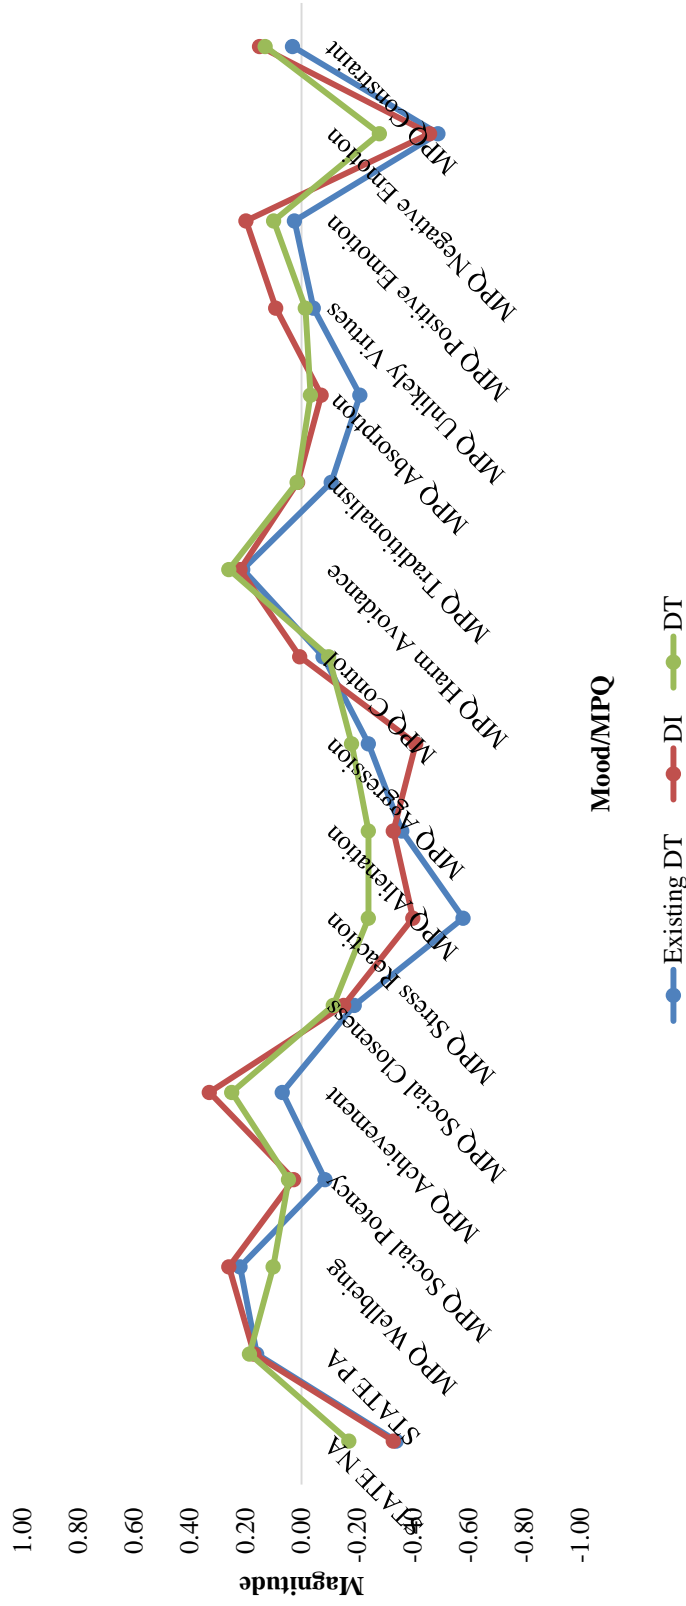 Magnitude
1.00
0.80
0.60
0.40
0.20
0.00
-0.20
-0.40
-0.60
-0.80
-1.00
STATE NA
STATE PA
MPQ Wellbeing
MPQ Social Potency
MPQ Achievement
MPQ Social Closeness
MPQ Stress Reaction
MPQ Alienation
MPQ Aggression
MPQ Control
MPQ Harm Avoidance
MPQ Traditionalism
MPQ Absorption
MPQ Unlikely Virtues
MPQ Positive Emotion
MPQ Negative Emotion
MPQ Constraint
Mood/MPQ
Existing DT
DI
DT